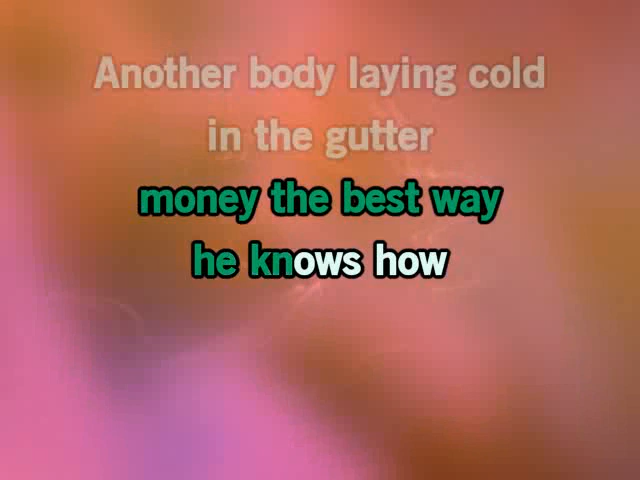 Another body laying cold
in the gutter
money the best way
he knows how